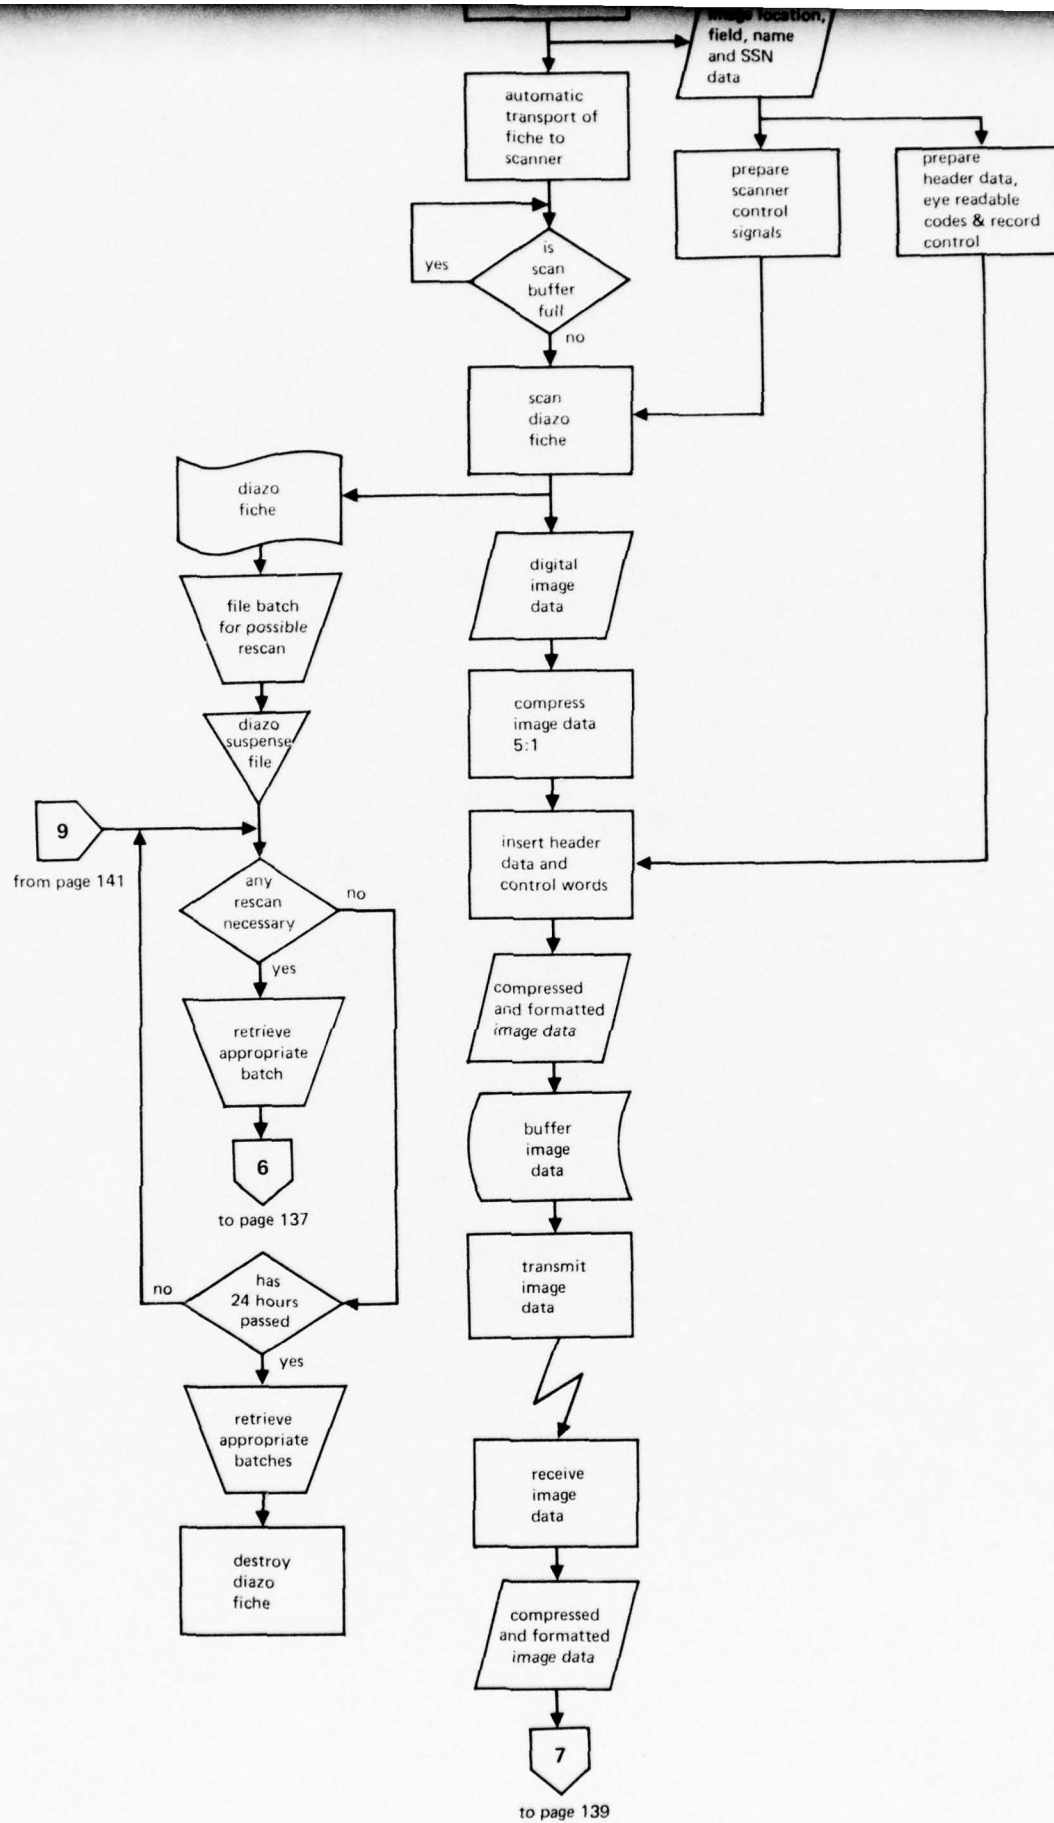 image location,
field, name
and SSN
data
automatic
transport of
fiche to
scanner
prepare
scanner
control
signals
prepare
header data,
eye readable
codes & record
control
is
scan
buffer
full
yes
no
scan
diazo
fiche
diazo
fiche
digital
image
data
file batch
for possible
rescan
compress
image data
5:1
diazo
suspense
file
9
from page 141
insert header
data and
control words
any
rescan
necessary
no
yes
compressed
and formatted
image data
retrieve
appropriate
batch
buffer
image
data
6
to page 137
transmit
image
data
has
24 hours
passed
no
yes
retrieve
appropriate
batches
receive
image
data
destroy
diazo
fiche
compressed
and formatted
image data
7
to page 139